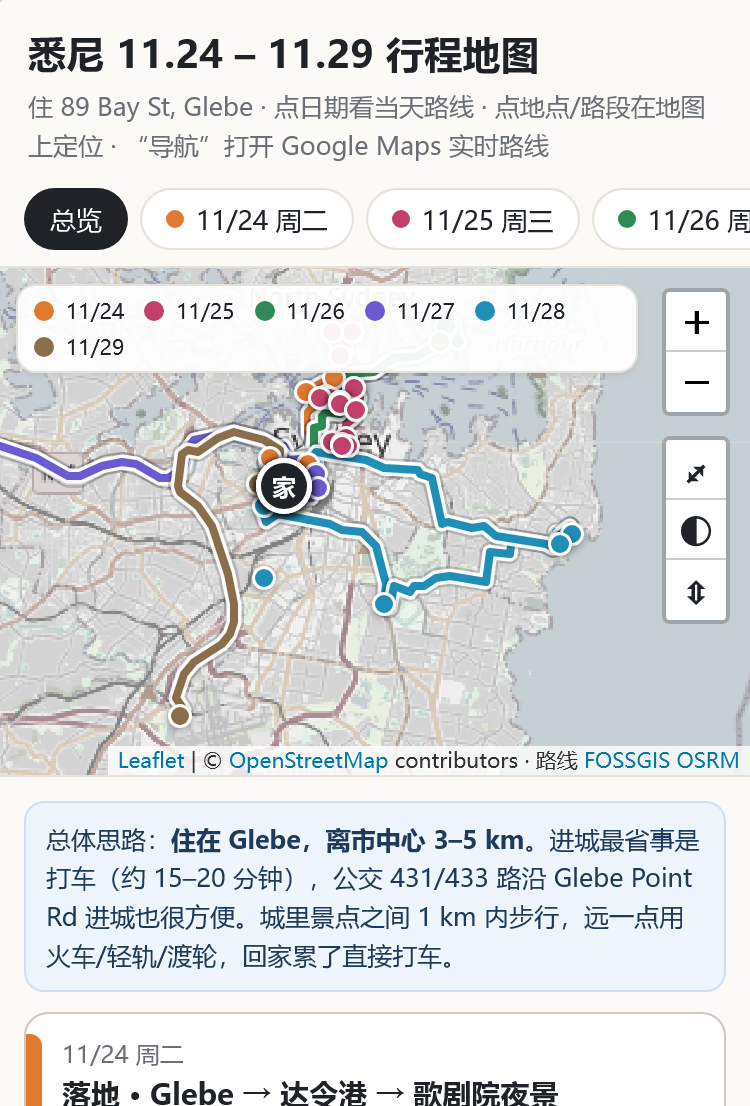 悉尼 11.24 – 11.29 行程地图
住 89 Bay St, Glebe · 点日期看当天路线 · 点地点/路段在地图
上定位 · “导航”打开 Google Maps 实时路线
总览
11/24 周二
11/25 周三
11/26 周
11/24
11/25
11/26
11/27
11/28
11/29
North Sydney
+
−
家
Leaflet | © OpenStreetMap contributors · 路线 FOSSGIS OSRM
总体思路：住在 Glebe，离市中心 3–5 km。进城最省事是
打车（约 15–20 分钟），公交 431/433 路沿 Glebe Point
Rd 进城也很方便。城里景点之间 1 km 内步行，远一点用
火车/轻轨/渡轮，回家累了直接打车。
11/24 周二
落地 · Glebe → 达令港 → 歌剧院夜景